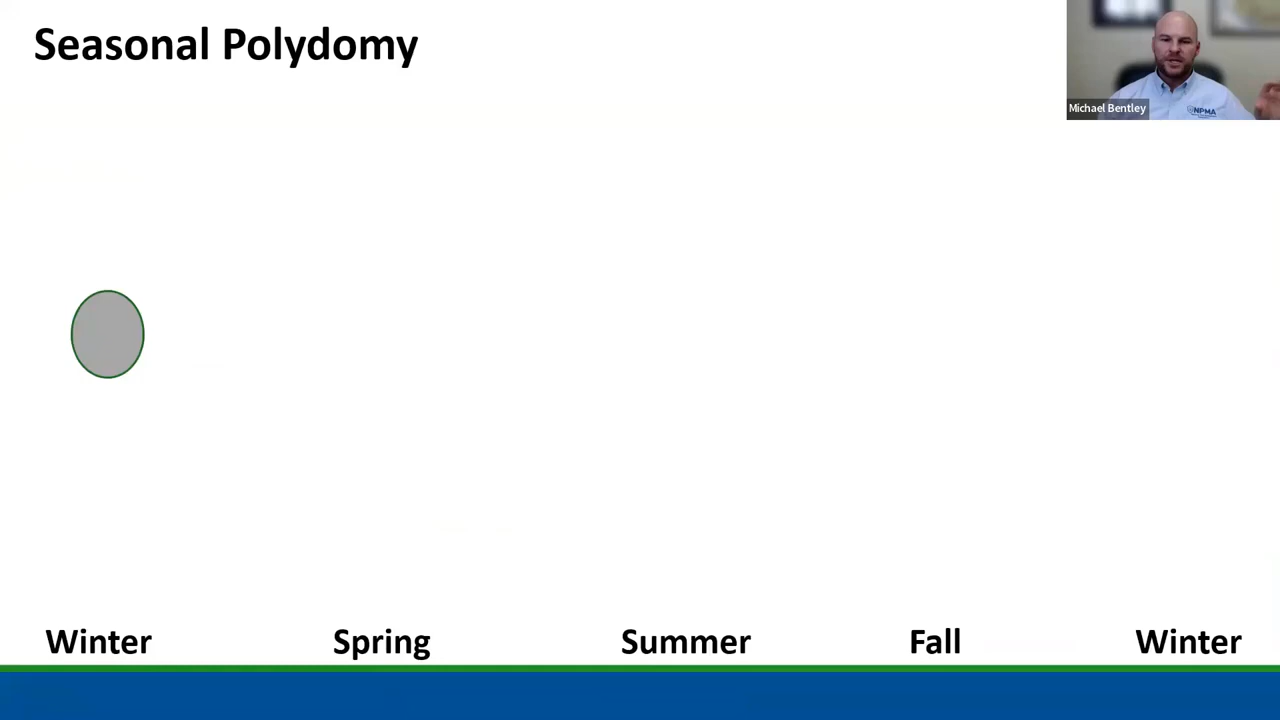 Seasonal Polydomy
Michael Bentley
NPMA
Winter Spring Summer Fall Winter